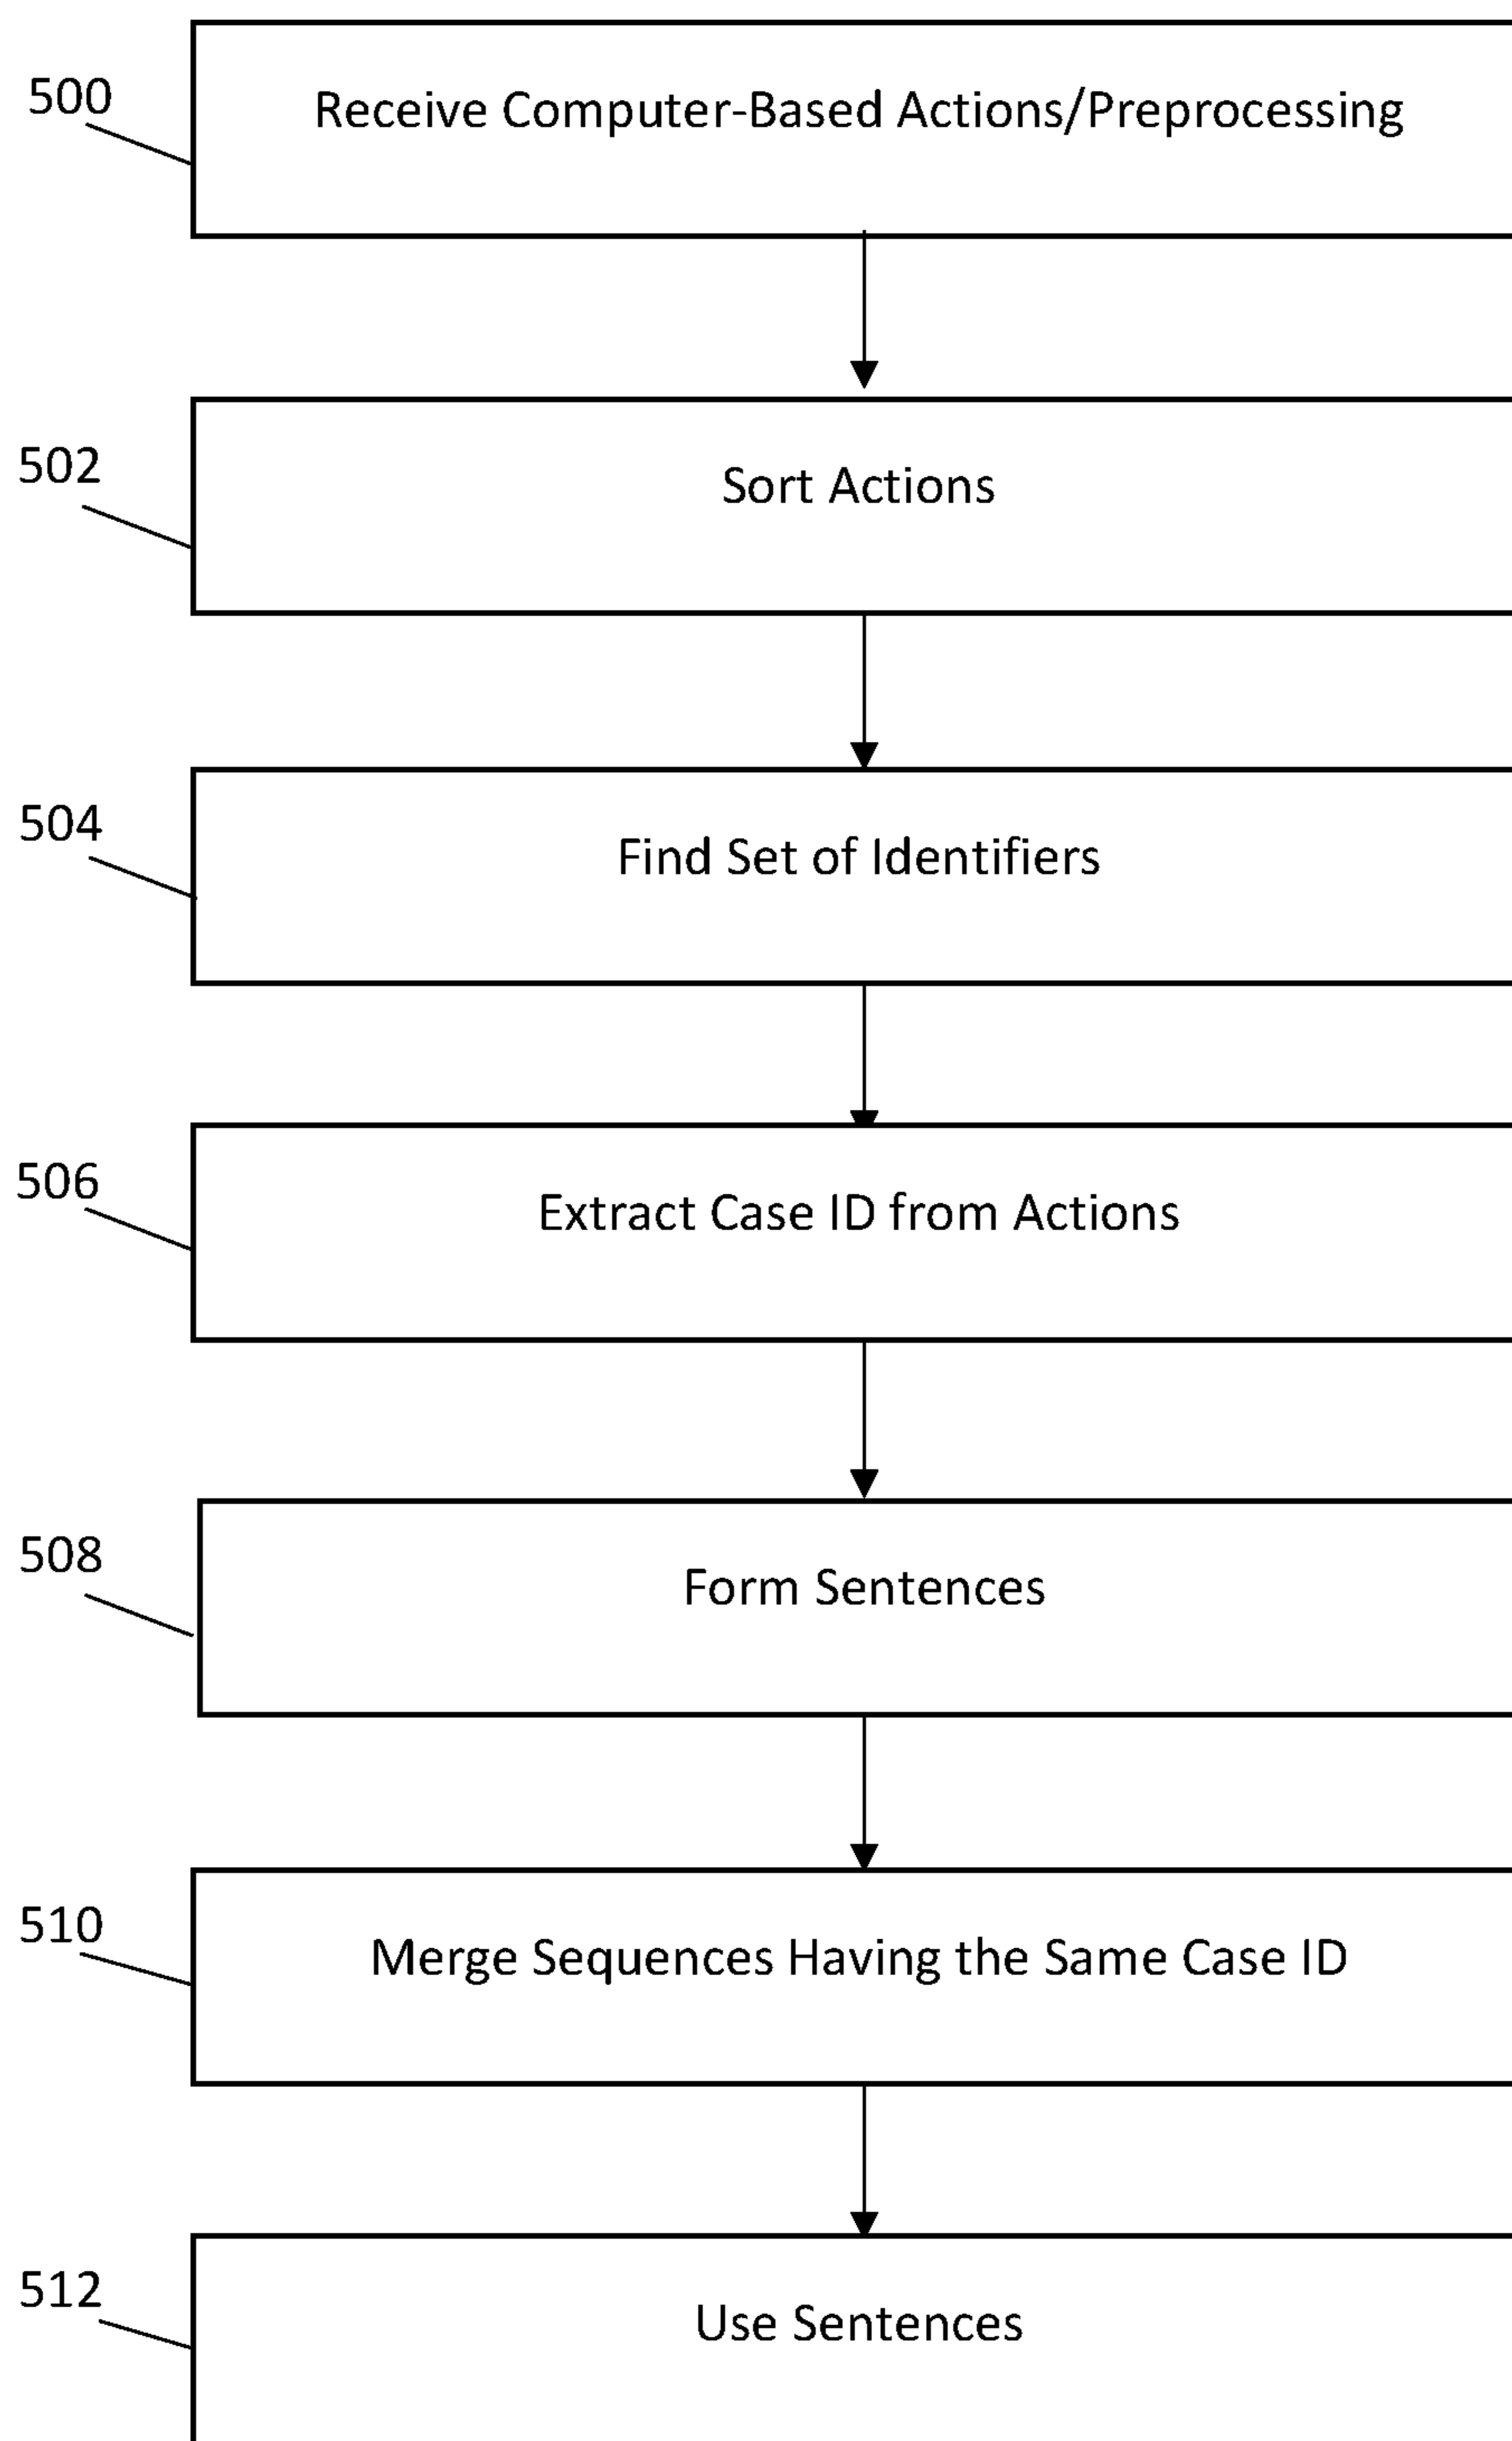 500
Receive Computer-Based Actions/Preprocessing
502
Sort Actions
504
Find Set of Identifiers
506
Extract Case ID from Actions
508
Form Sentences
510
Merge Sequences Having the Same Case ID
512
Use Sentences